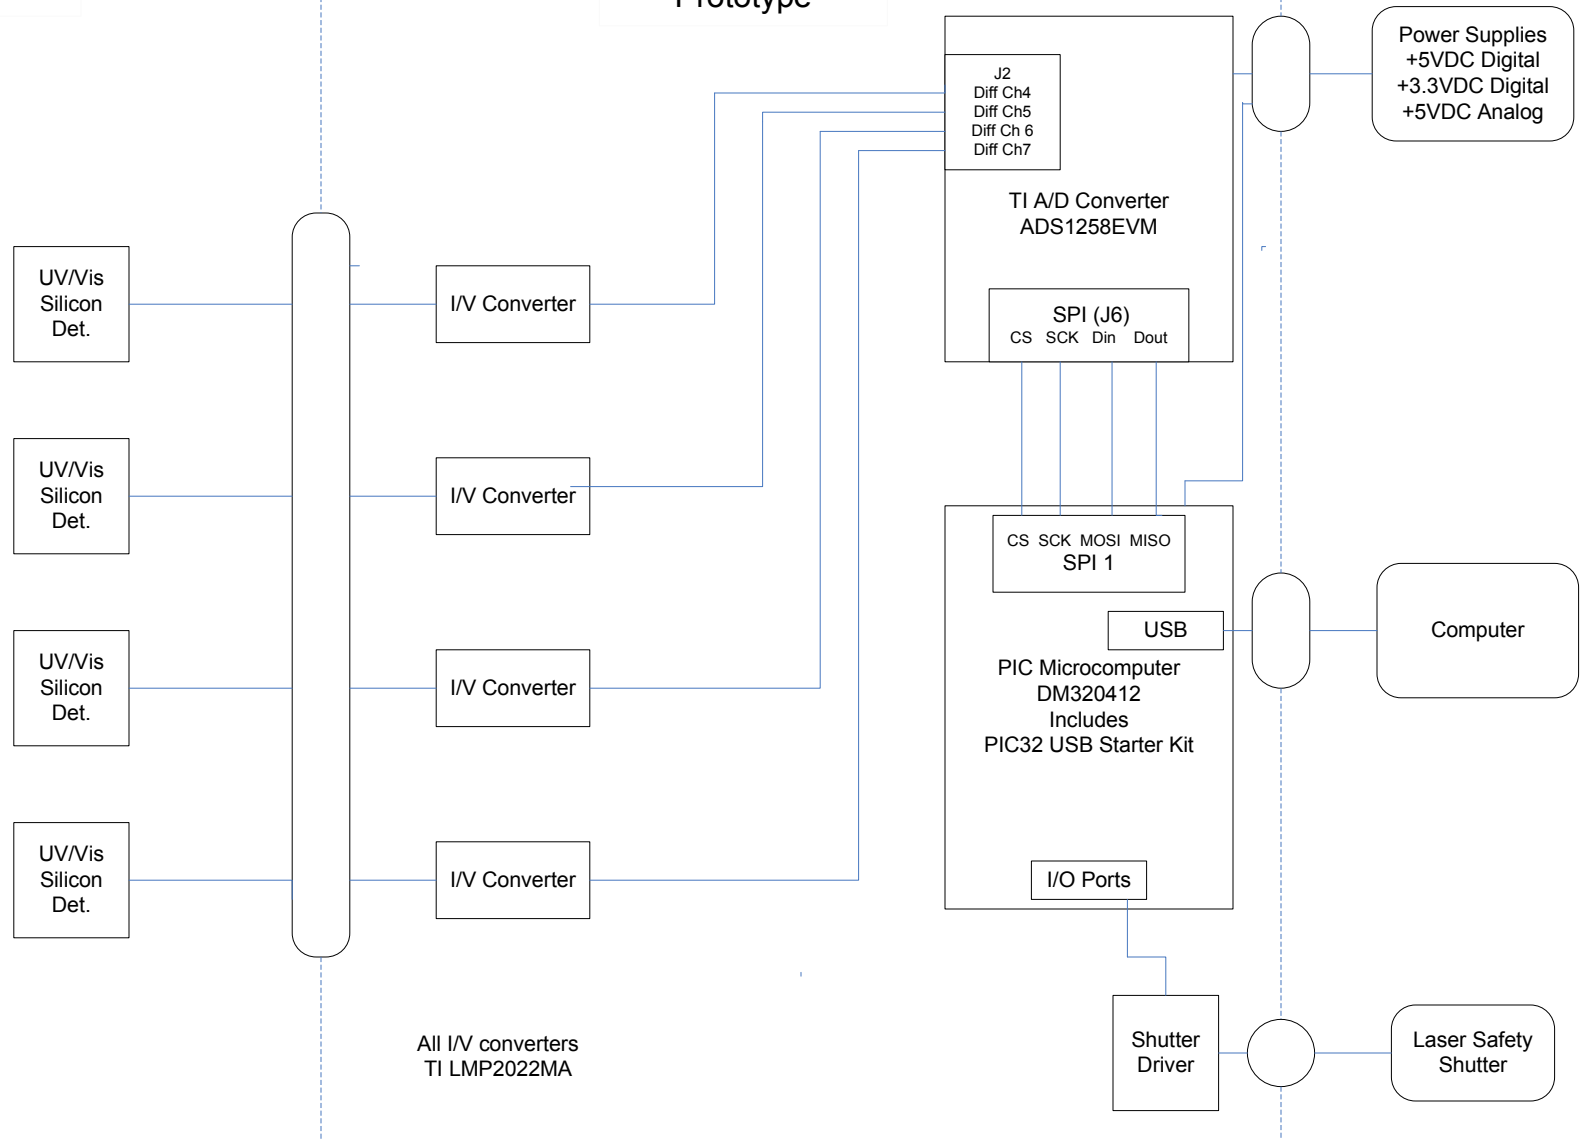 Prototype
Power Supplies
+5VDC Digital
+3.3VDC Digital
+5VDC Analog
J2
Diff Ch4
Diff Ch5
Diff Ch 6
Diff Ch7
TI A/D Converter
ADS1258EVM
SPI (J6)
CS SCK Din Dout
UV/Vis
Silicon
Det.
I/V Converter
UV/Vis
Silicon
Det.
I/V Converter
CS SCK MOSI MISO
SPI 1
USB
Computer
PIC Microcomputer
DM320412
Includes
PIC32 USB Starter Kit
UV/Vis
Silicon
Det.
I/V Converter
UV/Vis
Silicon
Det.
I/V Converter
I/O Ports
All I/V converters
TI LMP2022MA
Shutter
Driver
Laser Safety
Shutter